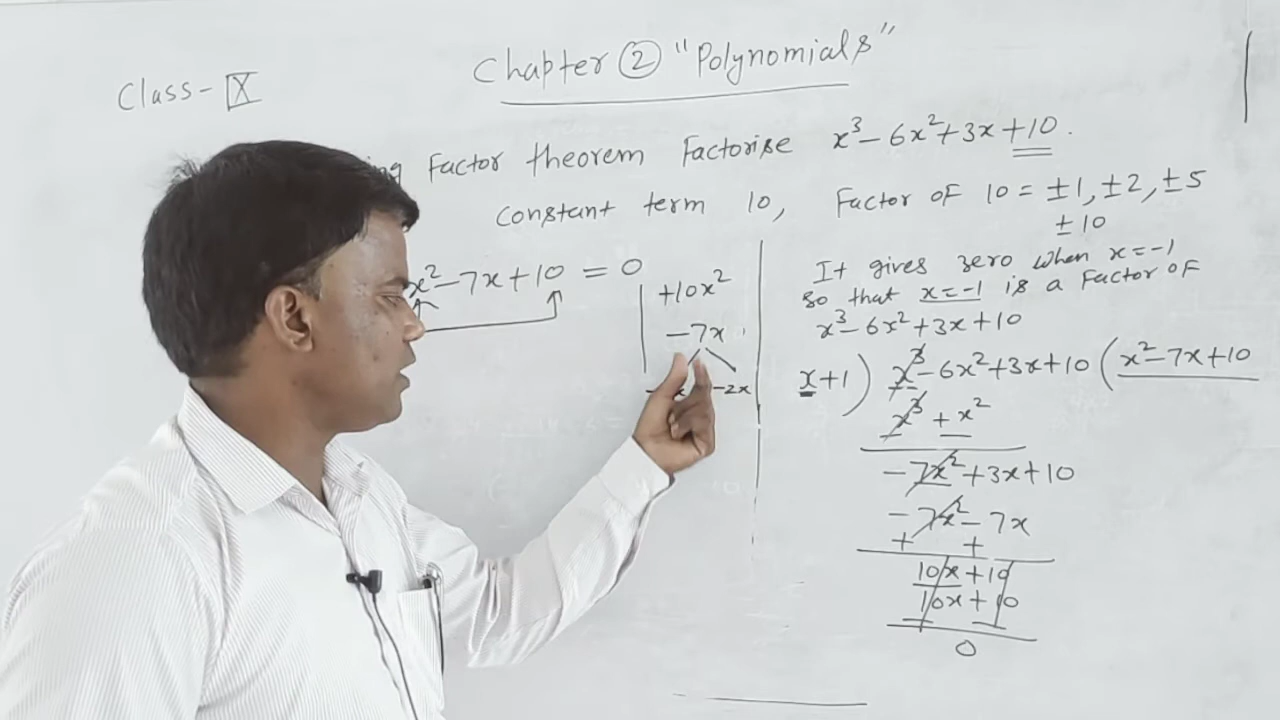 Class - X
Chapter ② "Polynomials"
Factor theorem Factorise x³ - 6x² + 3x + 10.
constant term 10, Factor of 10 = ±1, ±2, ±5
±10
x² - 7x + 10 = 0
+10x²
-7x
-2x
It gives zero when x = -1
so that x = -1 is a factor of
x³ - 6x² + 3x + 10
x+1 ) x³ - 6x² + 3x + 10 ( x² - 7x + 10
x³ + x²
- -
-7x² + 3x + 10
-7x² - 7x
+ +
10x + 10
10x + 10
- -
0